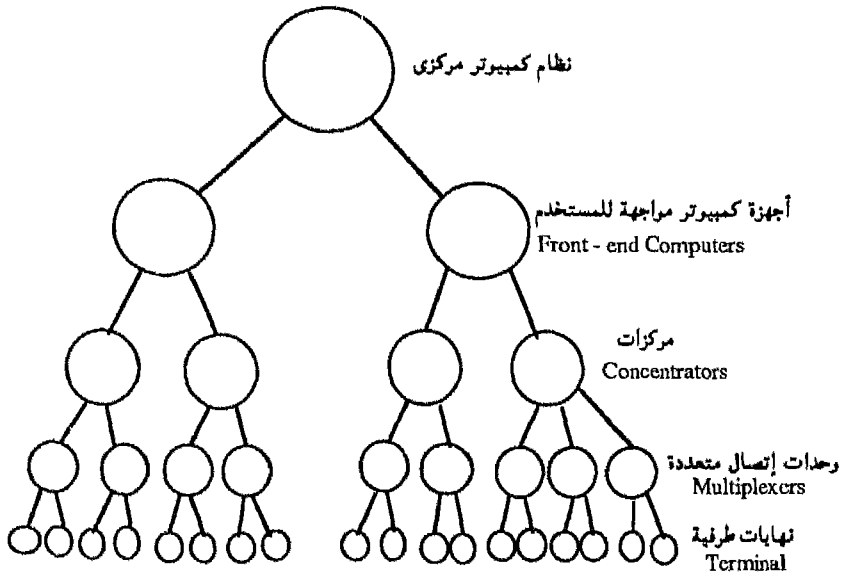 نظام كمبيوتر مركزى
أجهزة كمبيوتر مواجهة للمستخدم
Front - end Computers
مركزات
Concentrators
وحدات إتصال متعددة
Multiplexers
نهايات طرفية
Terminal